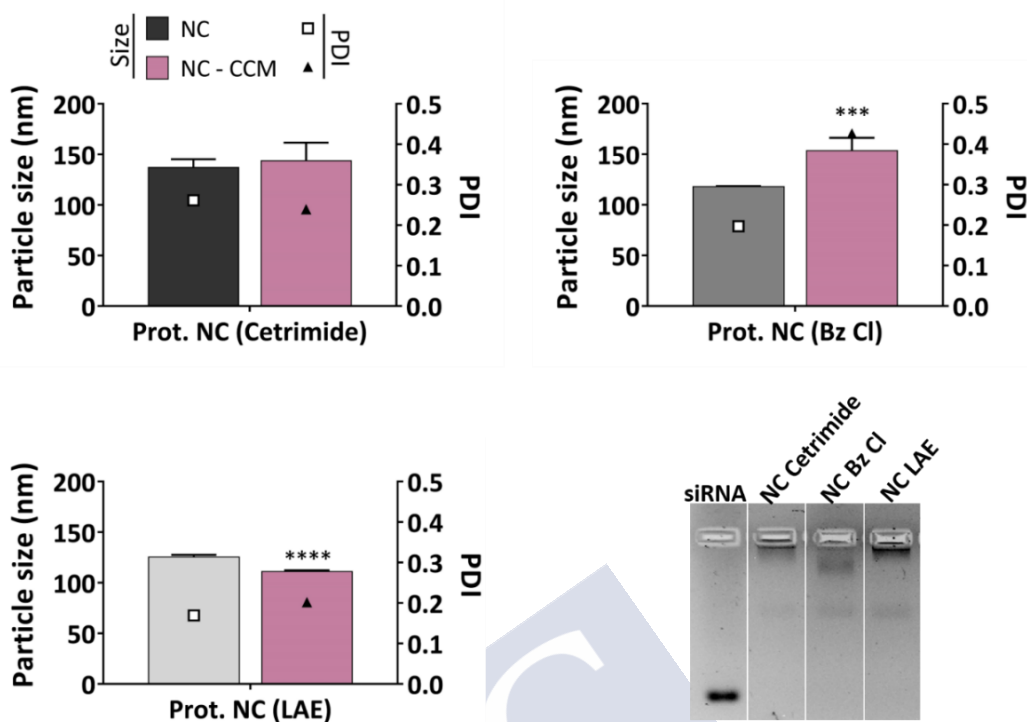 Size
NC
NC - CCM
PDI
Particle size (nm)
200
150
100
50
0
0.5
0.4
0.3
0.2
0.1
0.0
PDI
Prot. NC (Cetrimide)
Particle size (nm)
200
150
100
50
0
***
0.5
0.4
0.3
0.2
0.1
0.0
PDI
Prot. NC (Bz Cl)
Particle size (nm)
200
150
100
50
0
****
0.5
0.4
0.3
0.2
0.1
0.0
PDI
Prot. NC (LAE)
siRNA
NC Cetrimide
NC Bz Cl
NC LAE